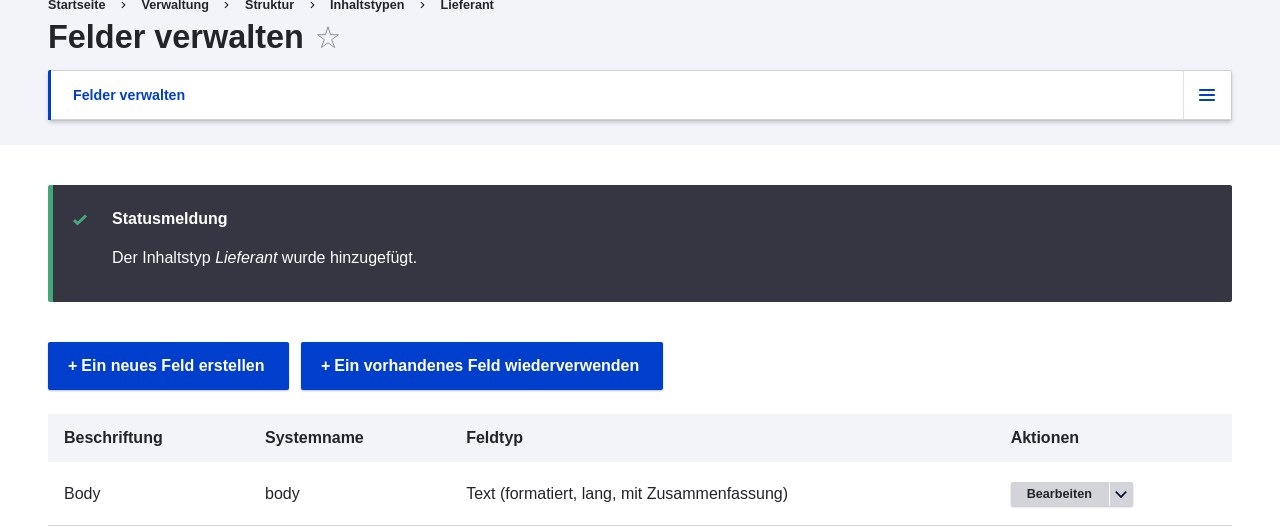 Startseite > Verwaltung > Struktur > Inhaltstypen > Lieferant
Felder verwalten
Felder verwalten
Statusmeldung
Der Inhaltstyp Lieferant wurde hinzugefügt.
+ Ein neues Feld erstellen + Ein vorhandenes Feld wiederverwenden
Beschriftung Systemname Feldtyp Aktionen
Body body Text (formatiert, lang, mit Zusammenfassung) Bearbeiten